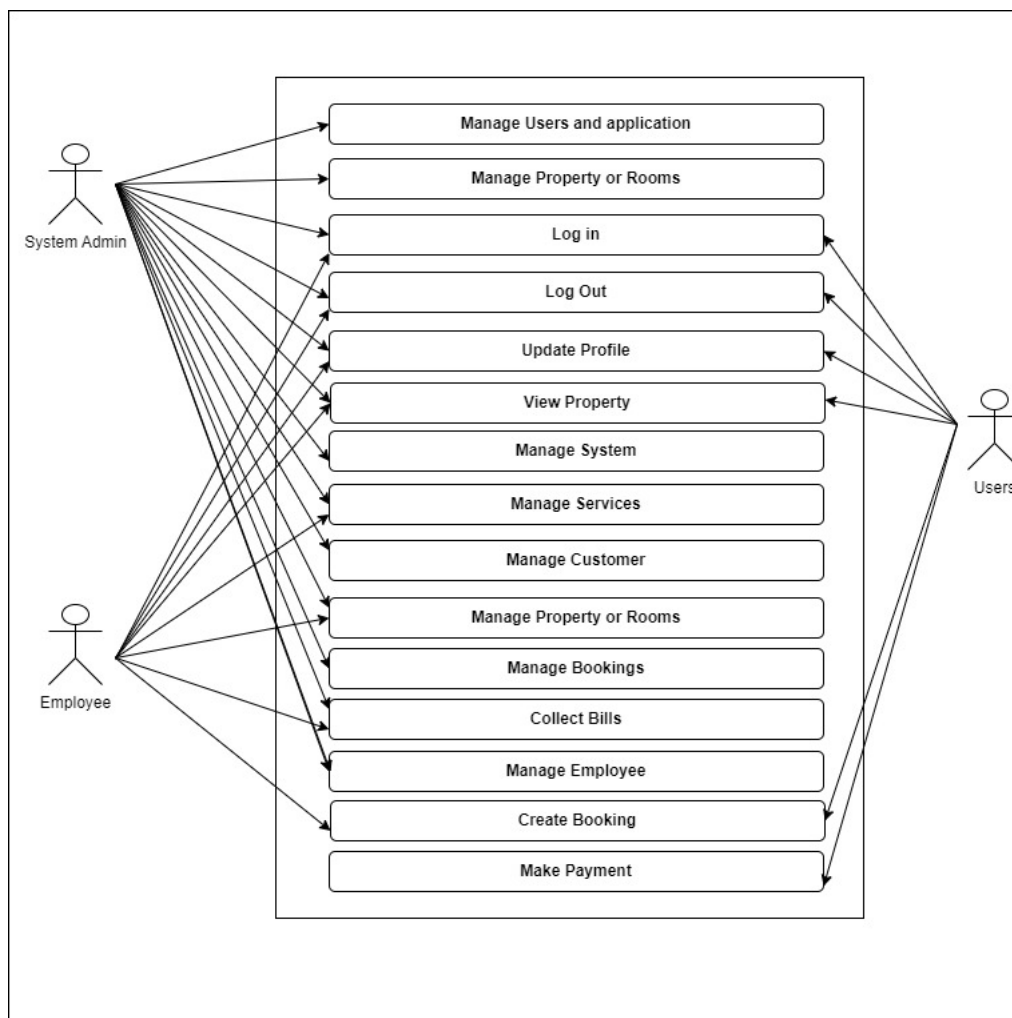 Manage Users and application
Manage Property or Rooms
Log in
System Admin
Log Out
Update Profile
View Property
Manage System
Users
Manage Services
Manage Customer
Manage Property or Rooms
Manage Bookings
Employee
Collect Bills
Manage Employee
Create Booking
Make Payment